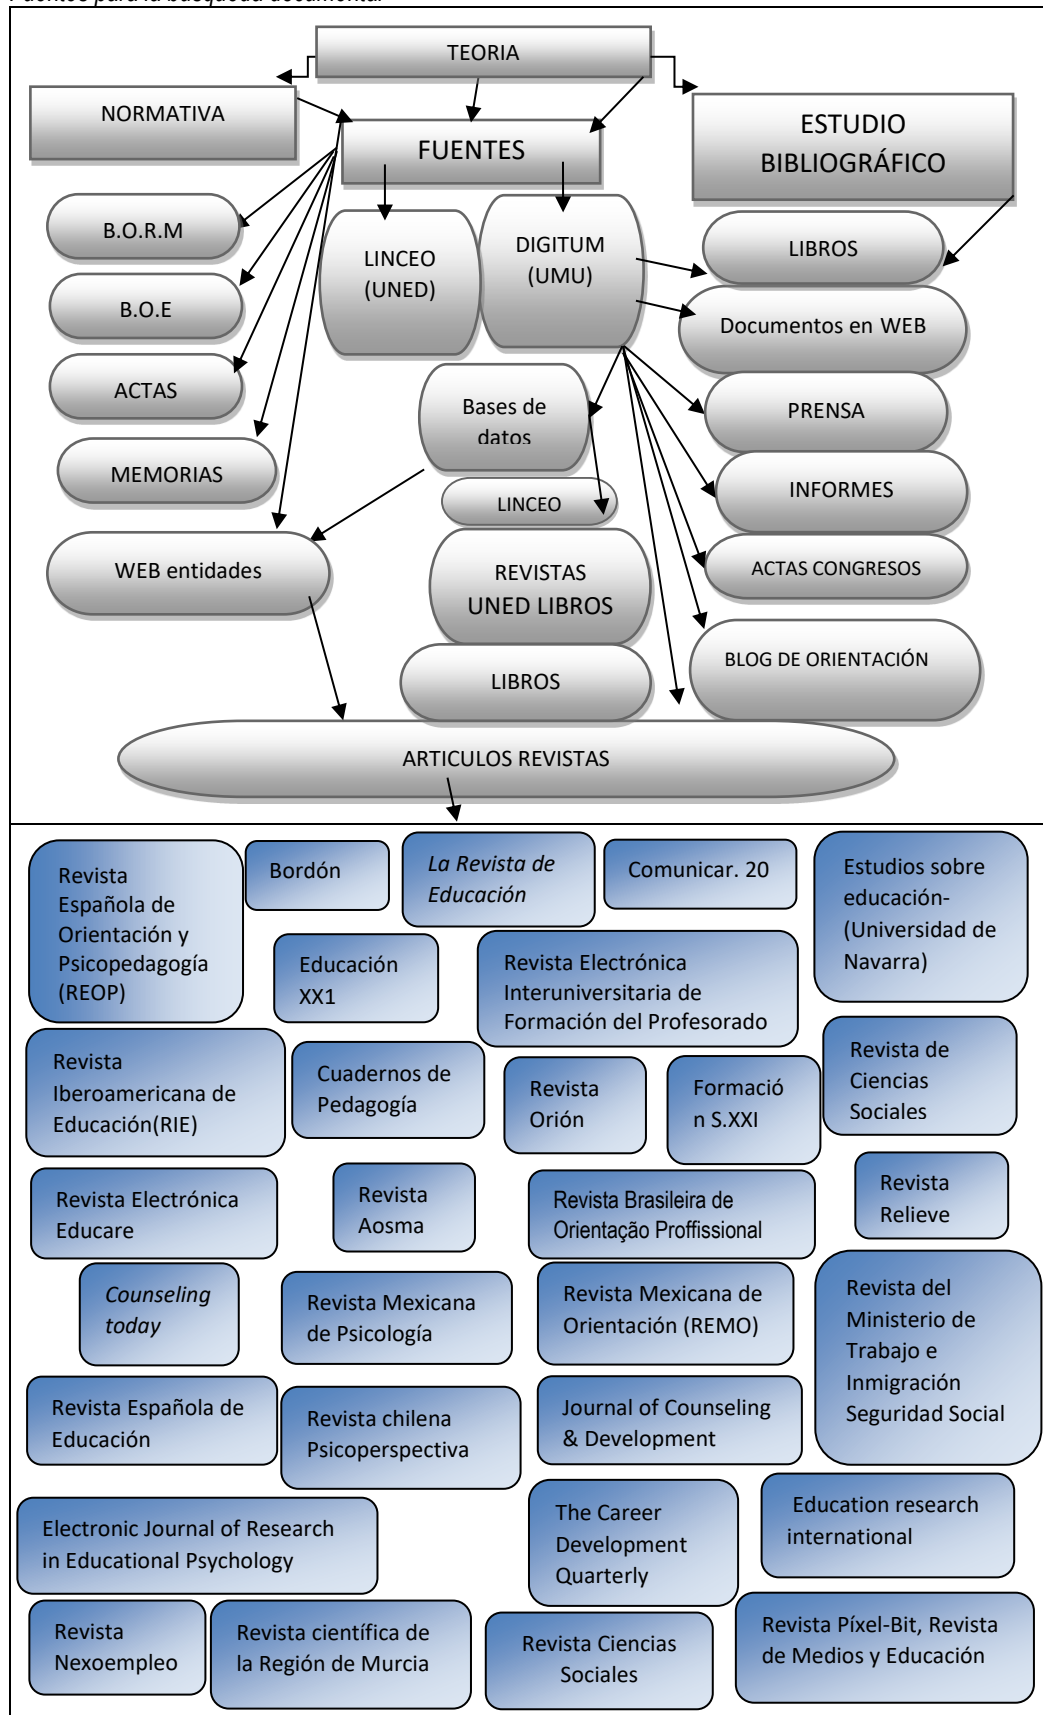 Fuentes para la búsqueda documental
TEORIA
NORMATIVA
FUENTES
ESTUDIO
BIBLIOGRÁFICO
B.O.R.M
LINCEO
(UNED)
DIGITUM
(UMU)
LIBROS
B.O.E
Documentos en WEB
ACTAS
Bases de
datos
PRENSA
MEMORIAS
LINCEO
INFORMES
WEB entidades
REVISTAS
UNED LIBROS
ACTAS CONGRESOS
LIBROS
BLOG DE ORIENTACIÓN
ARTICULOS REVISTAS
Revista
Española de
Orientación y
Psicopedagogía
(REOP)
Bordón
La Revista de
Educación
Comunicar. 20
Estudios sobre
educación-
(Universidad de
Navarra)
Educación
XX1
Revista Electrónica
Interuniversitaria de
Formación del Profesorado
Revista
Iberoamericana de
Educación(RIE)
Cuadernos de
Pedagogía
Revista
Orión
Formació
n S.XXI
Revista de
Ciencias
Sociales
Revista Electrónica
Educare
Revista
Aosma
Revista Brasileira de
Orientação Proffissional
Revista
Relieve
Counseling
today
Revista Mexicana
de Psicología
Revista Mexicana de
Orientación (REMO)
Revista del
Ministerio de
Trabajo e
Inmigración
Seguridad Social
Revista Española de
Educación
Revista chilena
Psicoperspectiva
Journal of Counseling
& Development
Electronic Journal of Research
in Educational Psychology
The Career
Development
Quarterly
Education research
international
Revista
Nexoempleo
Revista científica de
la Región de Murcia
Revista Ciencias
Sociales
Revista Píxel-Bit, Revista
de Medios y Educación